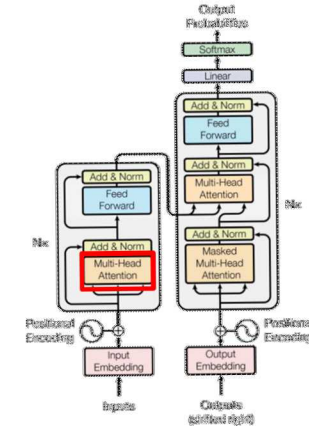 Output
Probabilities
Softmax
Linear
Add & Norm
Feed
Forward
Add & Norm
Multi-Head
Attention
Add & Norm
Masked
Multi-Head
Attention
Nx
Positional
Encoding
Output
Embedding
Outputs
(shifted right)
Add & Norm
Feed
Forward
Add & Norm
Multi-Head
Attention
Nx
Positional
Encoding
Input
Embedding
Inputs